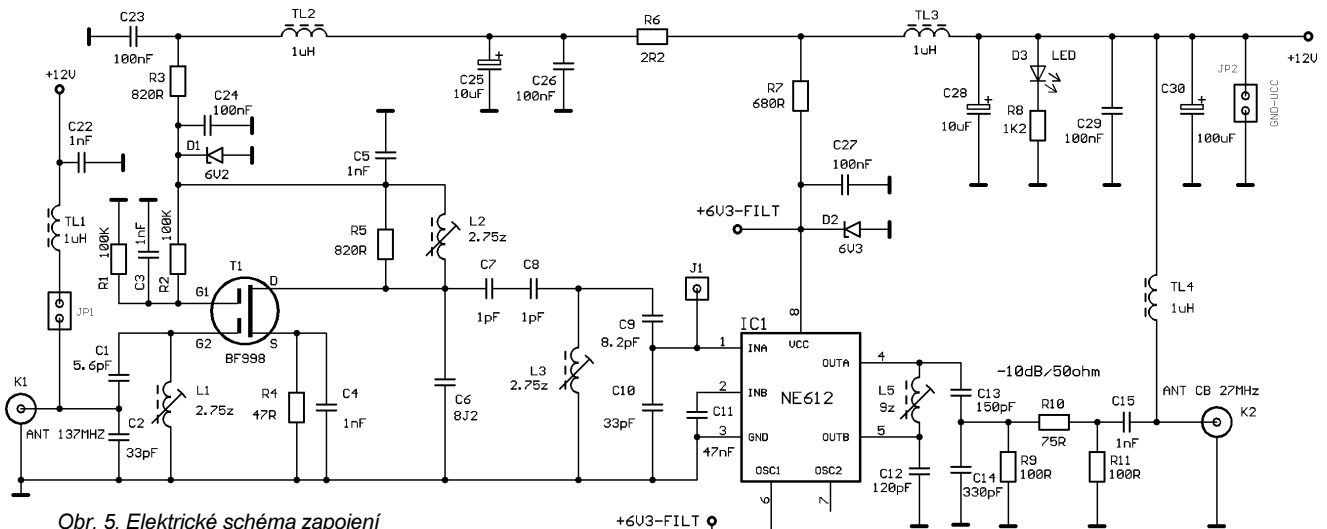 C23
100nF
TL2
1uH
R6
2R2
TL3
1uH
+12V
+12V
R3
820R
C24
100nF
D1
6V2
C22
1nF
TL1
1uH
JP1
C25
+
10uF
C26
100nF
R7
680R
C27
100nF
D2
6V3
+6V3-FILT
C28
+
10uF
D3
LED
R8
1K2
C29
100nF
C30
+
100uF
JP2
GND-UCC
C5
1nF
R5
820R
L2
2.75z
R1
100K
C3
1nF
R2
100K
T1
G1
D
G2
S
BF998
C7
1pF
C8
1pF
J1
C9
8.2pF
C10
33pF
L3
2.75z
C6
8J2
C1
5.6pF
K1
ANT 137MHZ
C2
33pF
L1
2.75z
R4
47R
C4
1nF
C11
47nF
IC1
8
VCC
1
INA
2
INB
3
GND
NE612
OUTA
4
OUTB
5
OSC1
6
OSC2
7
L5
9z
C12
120pF
C13
150pF
C14
330pF
-10dB/50ohm
R9
100R
R10
75R
R11
100R
C15
1nF
TL4
1uH
ANT CB 27MHz
K2
+6V3-FILT
Obr. 5. Elektrické schéma zapojení